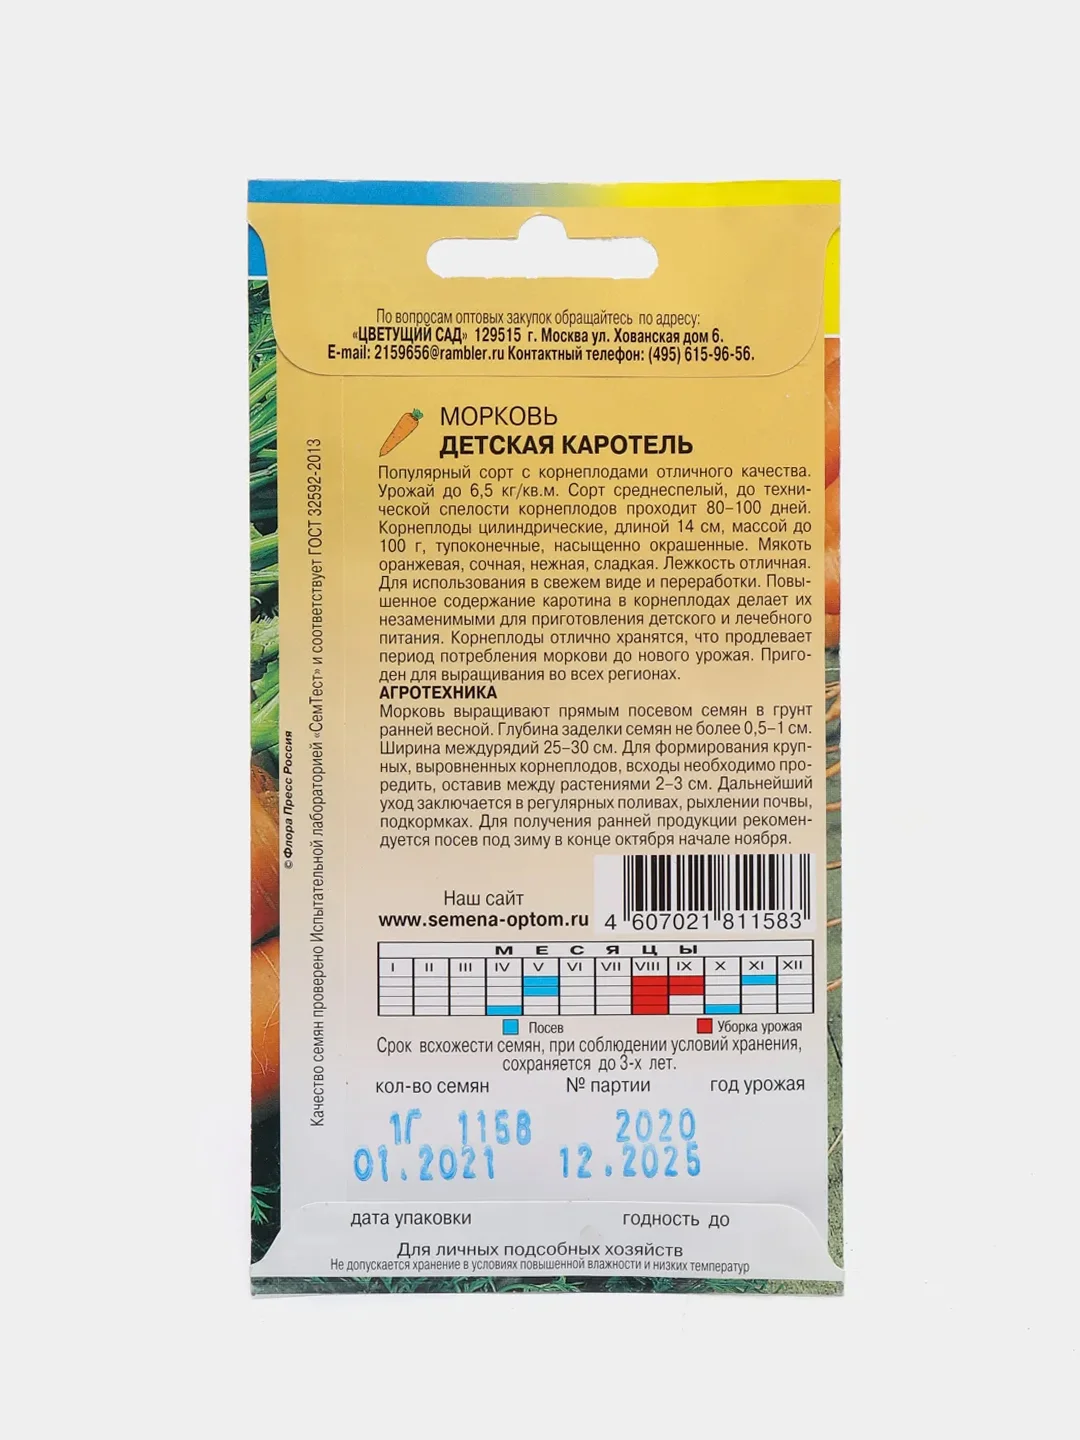 По вопросам оптовых закупок обращайтесь по адресу:
«ЦВЕТУЩИЙ САД» 129515 г. Москва ул. Хованская дом 6.
E-mail: 2159656@rambler.ru Контактный телефон: (495) 615-96-56.
МОРКОВЬ
ДЕТСКАЯ КАРОТЕЛЬ
Популярный сорт с корнеплодами отличного качества.
Урожай до 6,5 кг/кв.м. Сорт среднеспелый, до техни-
ческой спелости корнеплодов проходит 80–100 дней.
Корнеплоды цилиндрические, длиной 14 см, массой до
100 г, тупоконечные, насыщенно окрашенные. Мякоть
оранжевая, сочная, нежная, сладкая. Лежкость отличная.
Для использования в свежем виде и переработки. Повы-
шенное содержание каротина в корнеплодах делает их
незаменимыми для приготовления детского и лечебного
питания. Корнеплоды отлично хранятся, что продлевает
период потребления моркови до нового урожая. Приго-
ден для выращивания во всех регионах.
АГРОТЕХНИКА
Морковь выращивают прямым посевом семян в грунт
ранней весной. Глубина заделки семян не более 0,5–1 см.
Ширина междурядий 25–30 см. Для формирования круп-
ных, выровненных корнеплодов, всходы необходимо про-
редить, оставив между растениями 2–3 см. Дальнейший
уход заключается в регулярных поливах, рыхлении почвы,
подкормках. Для получения ранней продукции рекомен-
дуется посев под зиму в конце октября начале ноября.
Наш сайт
www.semena-optom.ru
4 607021 811583
МЕСЯЦЫ
I II III IV V VI VII VIII IX X XI XII
Посев Уборка урожая
Срок всхожести семян, при соблюдении условий хранения,
сохраняется до 3-х лет.
кол-во семян № партии год урожая
1Г 1158 2020
01.2021 12.2025
дата упаковки годность до
Для личных подсобных хозяйств
Не допускается хранение в условиях повышенной влажности и низких температур
© Флора Пресс Россия
Качество семян проверено Испытательной лабораторией «СемТест» и соответствует ГОСТ 32592-2013